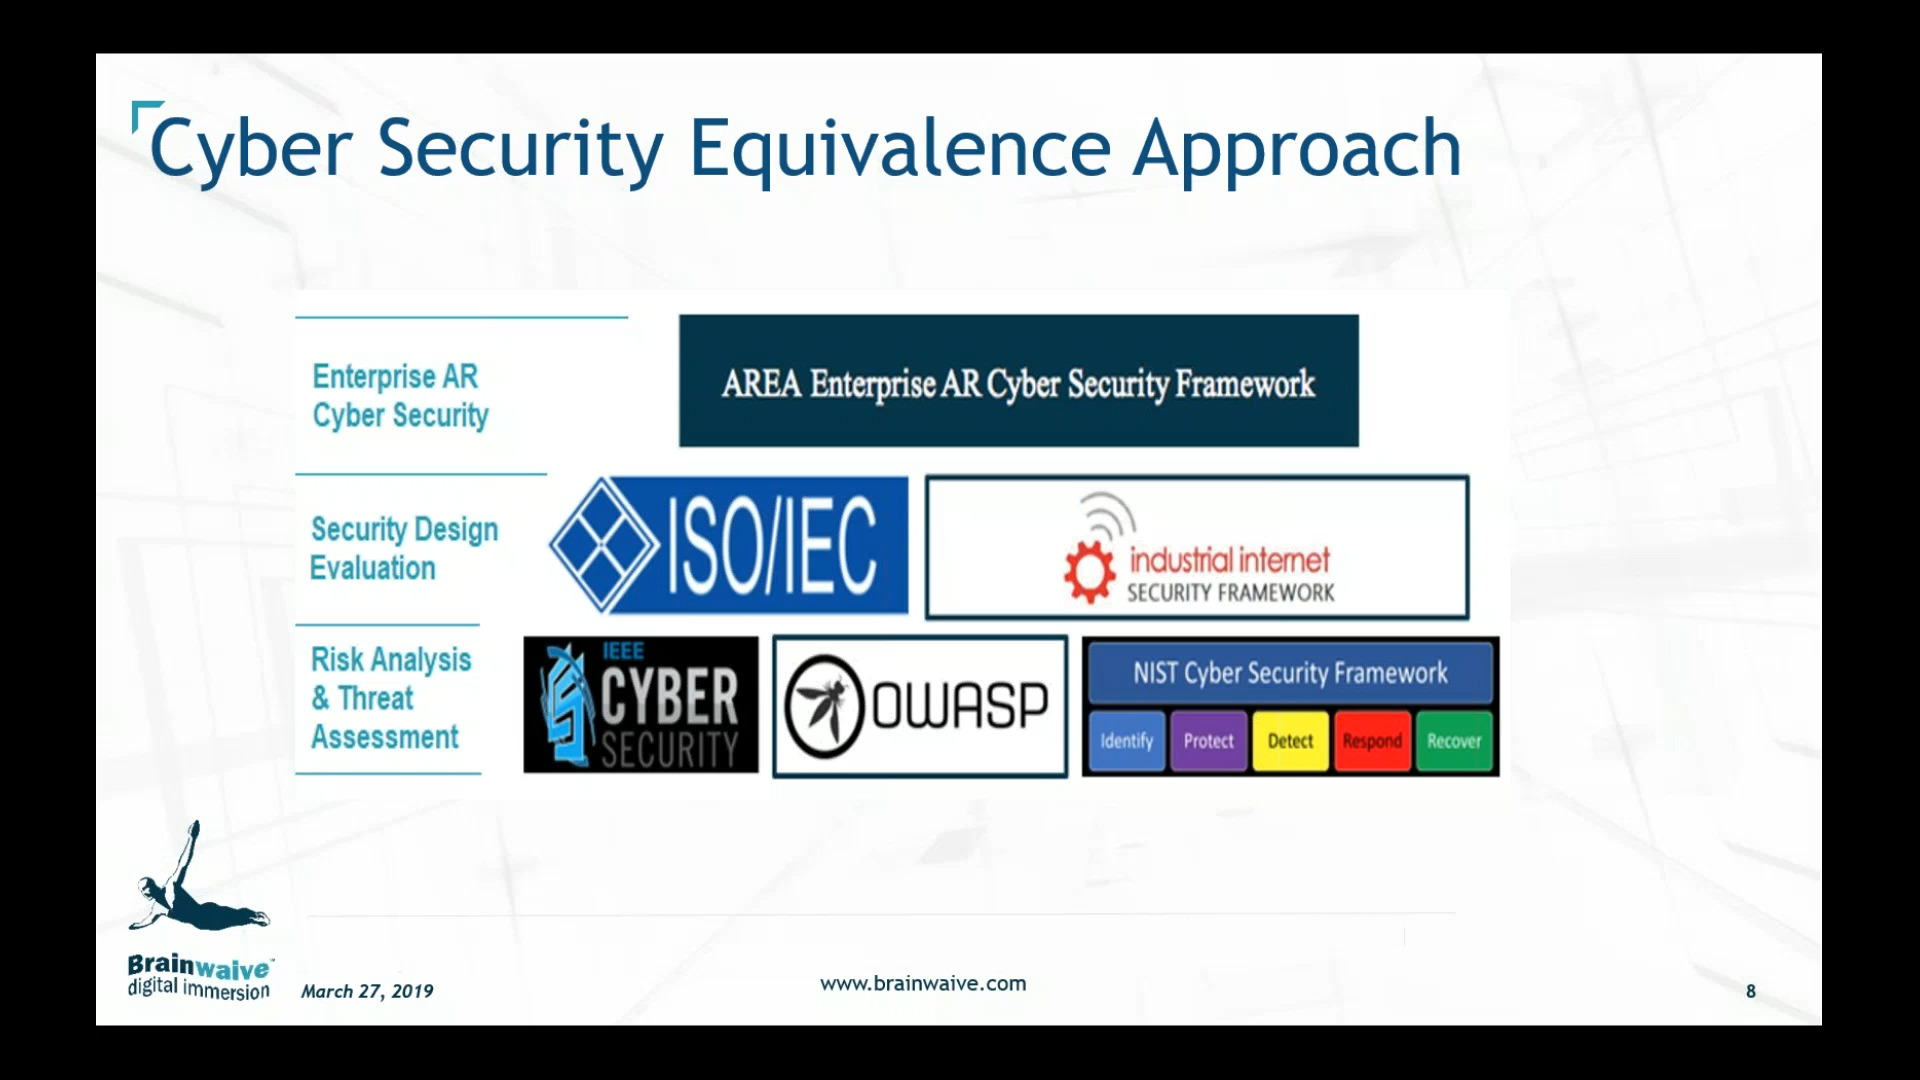 Cyber Security Equivalence Approach
Enterprise AR
Cyber Security
AREA Enterprise AR Cyber Security Framework
Security Design
Evaluation
ISO/IEC
industrial internet
SECURITY FRAMEWORK
Risk Analysis
& Threat
Assessment
IEEE
CYBER
SECURITY
OWASP
NIST Cyber Security Framework
Identify
Protect
Detect
Respond
Recover
Brainwaive
digital immersion
March 27, 2019
www.brainwaive.com
8